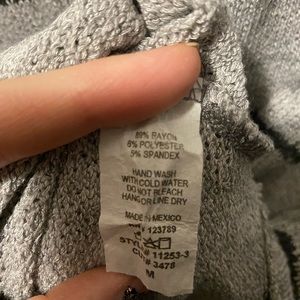 89% RAYON
6% POLYESTER
5% SPANDEX
HAND WASH
WITH COLD WATER
DO NOT BLEACH
HANG OR LINE DRY
MADE IN MEXICO
# 123789
11253-3
# 3478
M